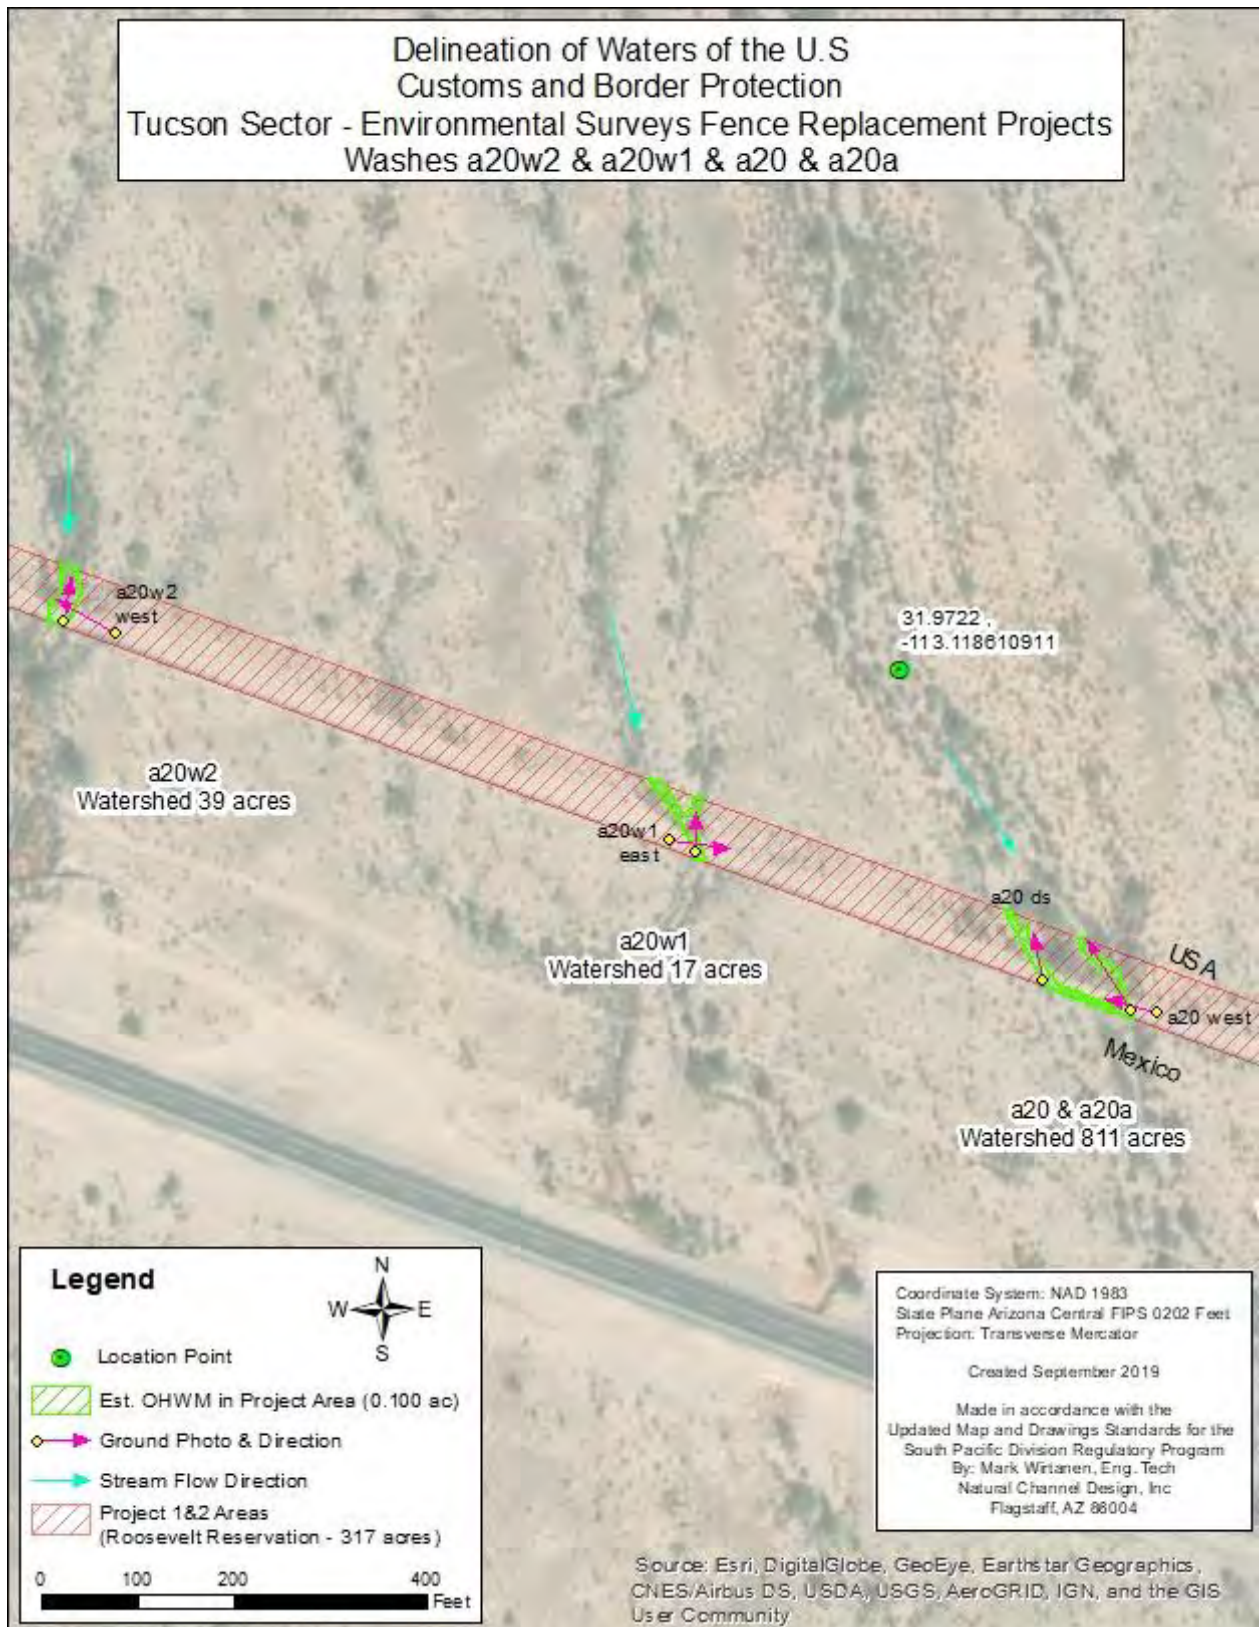 Delineation of Waters of the U.S
Customs and Border Protection
Tucson Sector - Environmental Surveys Fence Replacement Projects
Washes a20w2 & a20w1 & a20 & a20a
a20w2
west
31.9722 ,
-113.118610911
a20w2
Watershed 39 acres
a20w1
east
a20 ds
a20w1
Watershed 17 acres
USA
a20 west
Mexico
a20 & a20a
Watershed 811 acres
Legend
N
W
E
S
Location Point
Est. OHWM in Project Area (0.100 ac)
Ground Photo & Direction
Stream Flow Direction
Project 1&2 Areas
(Roosevelt Reservation - 317 acres)
0 100 200 400
Feet
Coordinate System: NAD 1983
State Plane Arizona Central FIPS 0202 Feet
Projection: Transverse Mercator
Created September 2019
Made in accordance with the
Updated Map and Drawings Standards for the
South Pacific Division Regulatory Program
By: Mark Wirtanen, Eng. Tech
Natural Channel Design, Inc
Flagstaff, AZ 86004
Source: Esri, DigitalGlobe, GeoEye, Earthstar Geographics,
CNES/Airbus DS, USDA, USGS, AeroGRID, IGN, and the GIS
User Community